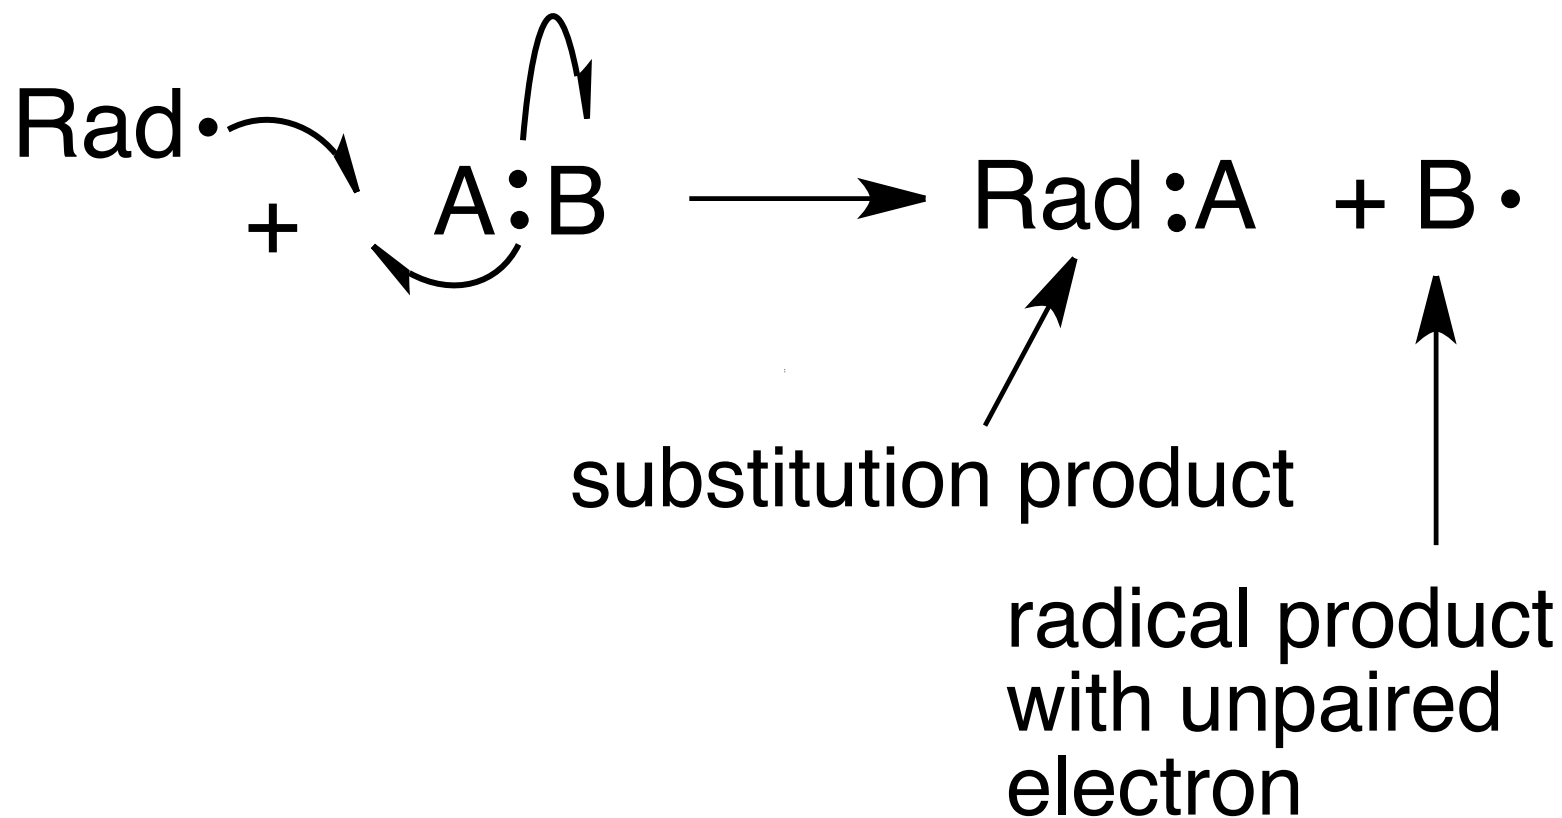 Rad• + A:B → Rad:A + B•
substitution product
radical product
with unpaired
electron